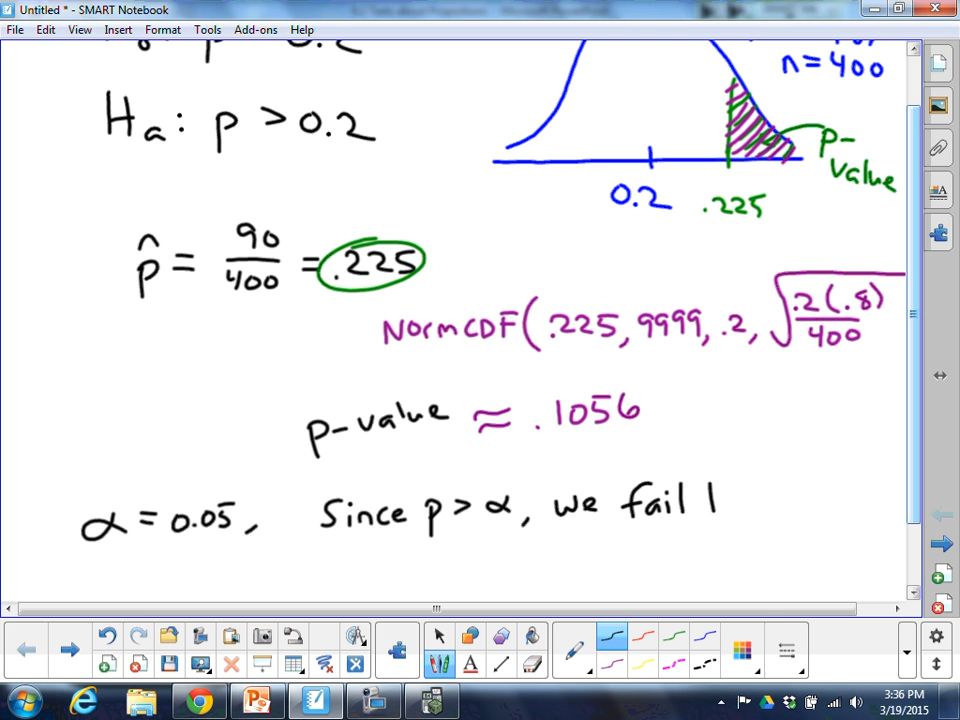 Untitled * - SMART Notebook
File Edit View Insert Format Tools Add-ons Help
p 0.2
n = 400
Ha: p > 0.2
p-value
0.2 .225
p̂ = 90/400 = .225
NormCDF(.225, 9999, .2, √(.2(.8)/400)
p-value ≈ .1056
α = 0.05, Since p > α, we fail
3:36 PM
3/19/2015